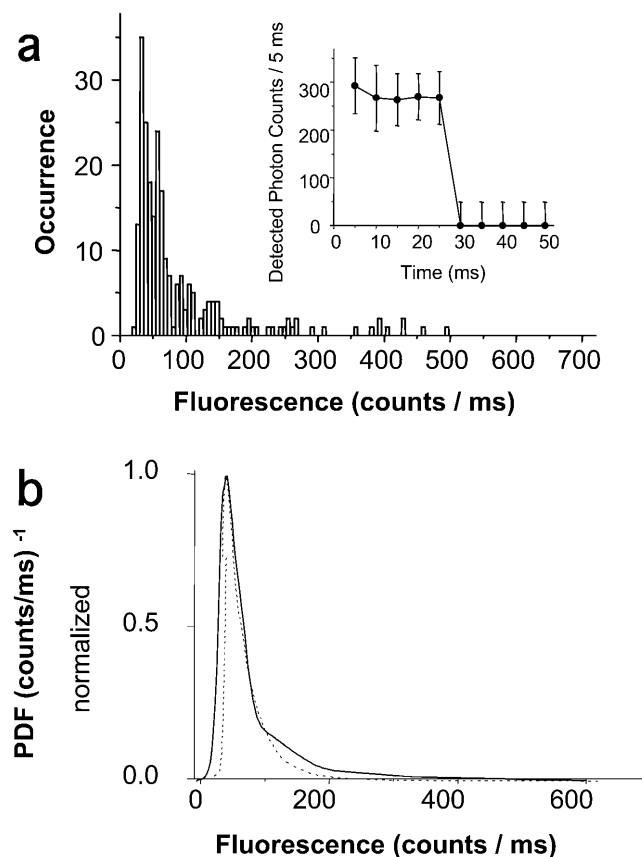 a
Occurrence
30
20
10
0
0 100 200 300 400 500 600 700
Fluorescence (counts / ms)
Detected Photon Counts / 5 ms
300
200
100
0
0 10 20 30 40 50
Time (ms)
b
PDF (counts/ms) -1
normalized
1.0
0.5
0.0
0 200 400 600
Fluorescence (counts / ms)